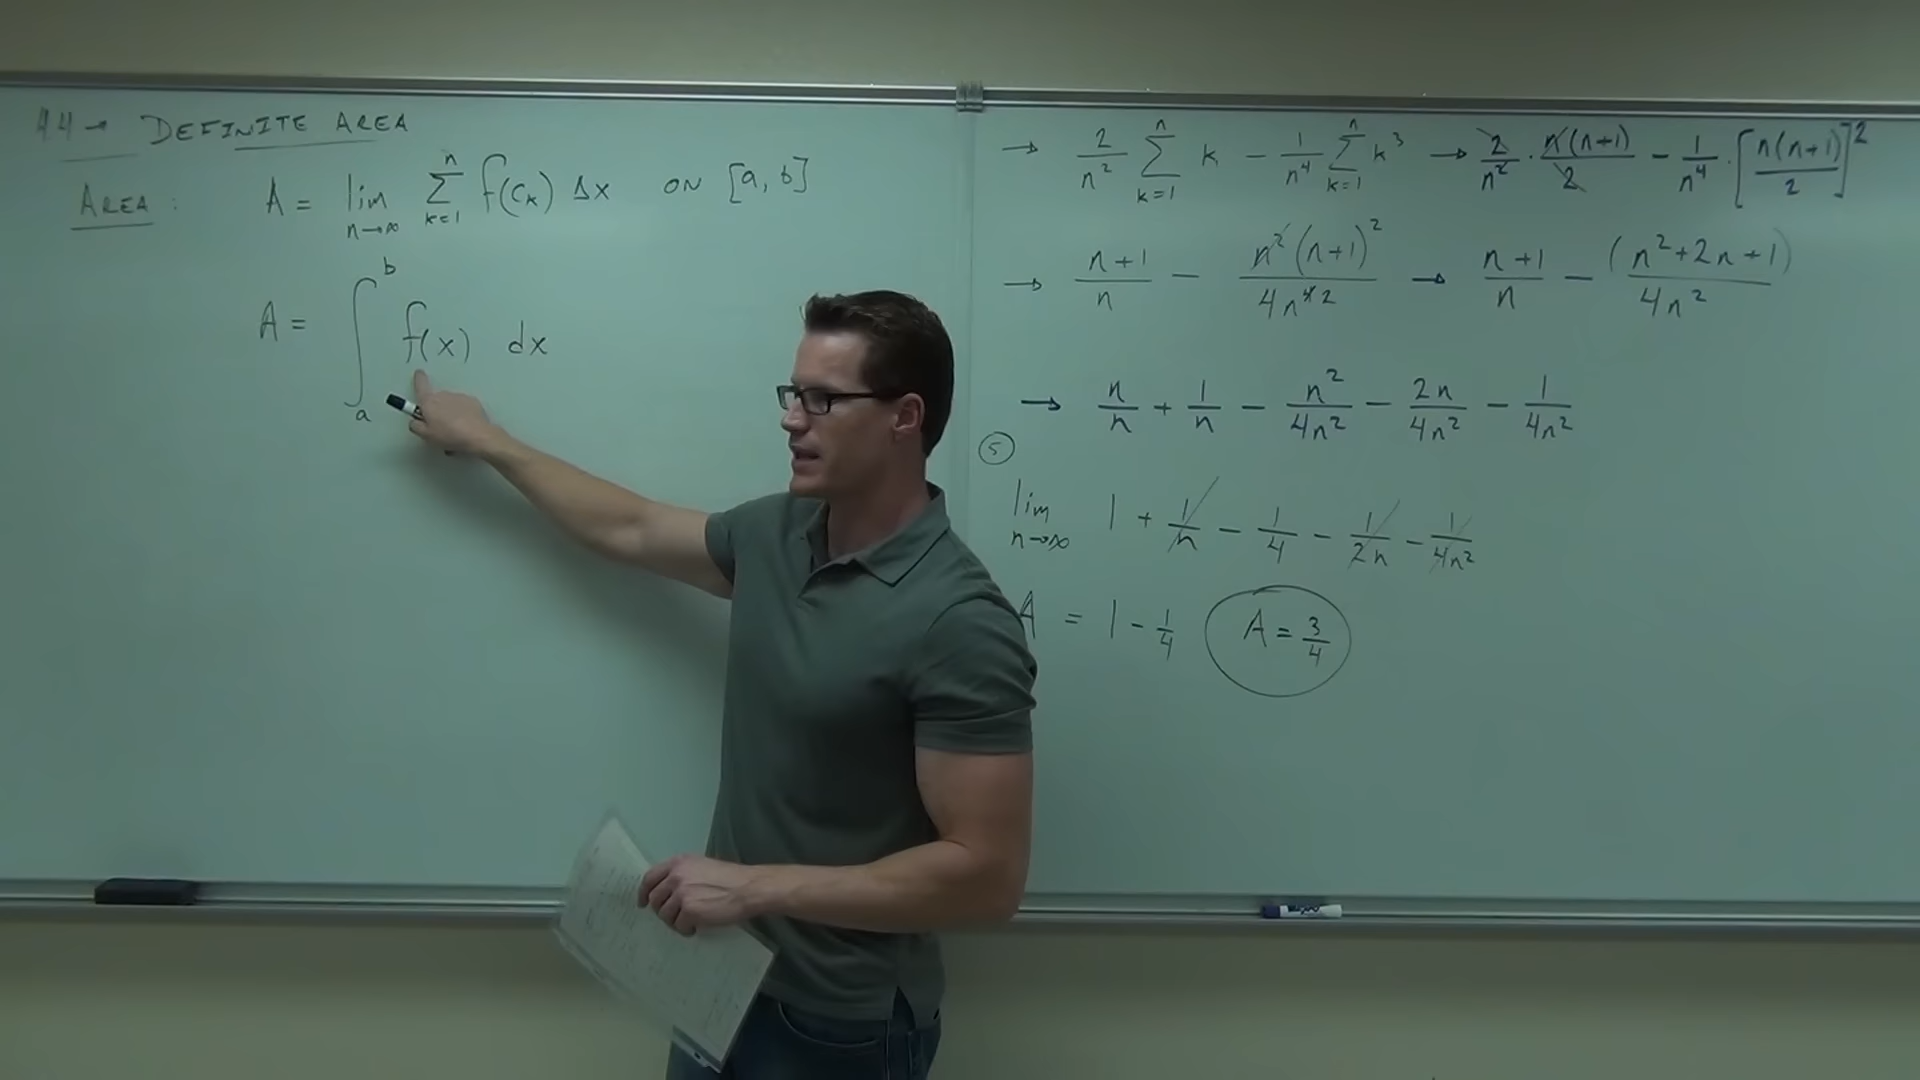 4.4 → DEFINITE AREA
AREA : A = lim n→∞ n Σ k=1 f(c_k) Δx ON [a, b]
A = ∫_a^b f(x) dx
→ 2/n² n Σ k=1 k − 1/n⁴ n Σ k=1 k³ → 2/n² · n(n+1)/2 − 1/n⁴ · [n(n+1)/2]²
→ n+1/n − n²(n+1)²/4n⁴ 2 → n+1/n − (n²+2n+1)/4n²
→ n/n + 1/n − n²/4n² − 2n/4n² − 1/4n²
5
lim n→∞ 1 + 1/n − 1/4 − 1/2n − 1/4n²
A = 1 − 1/4 A = 3/4